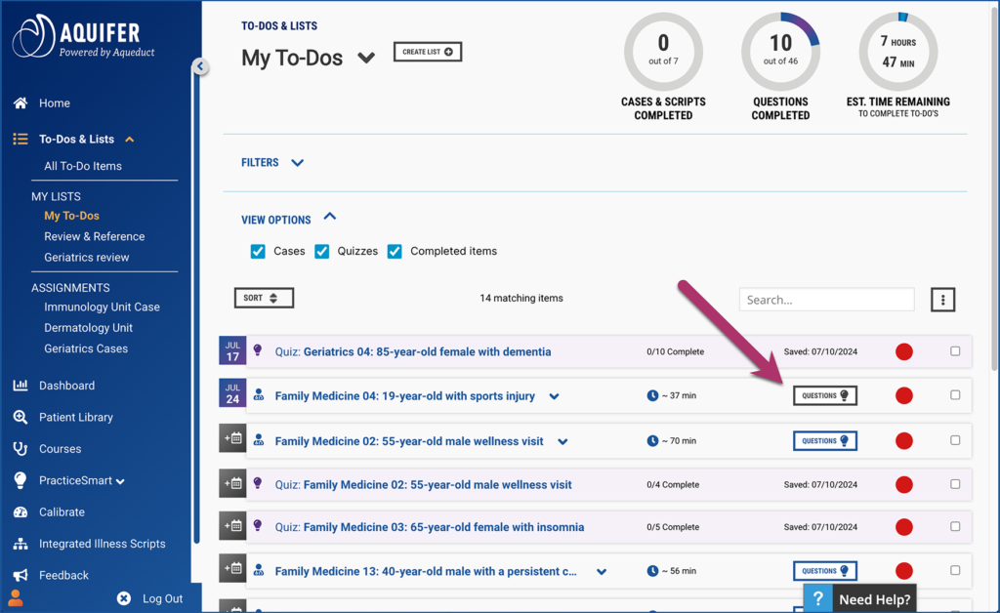 AQUIFER
Powered by Aqueduct
Home
To-Dos & Lists
All To-Do Items
MY LISTS
My To-Dos
Review & Reference
Geriatrics review
ASSIGNMENTS
Immunology Unit Case
Dermatology Unit
Geriatrics Cases
Dashboard
Patient Library
Courses
PracticeSmart
Calibrate
Integrated Illness Scripts
Feedback
Log Out
TO-DOS & LISTS
My To-Dos
CREATE LIST
0
out of 7
CASES & SCRIPTS
COMPLETED
10
out of 46
QUESTIONS
COMPLETED
7 HOURS
47 MIN
EST. TIME REMAINING
TO COMPLETE TO-DO'S
FILTERS
VIEW OPTIONS
Cases Quizzes Completed items
SORT
14 matching items
Search...
JUL
17
Quiz: Geriatrics 04: 85-year-old female with dementia 0/10 Complete Saved: 07/10/2024
JUL
24
Family Medicine 04: 19-year-old with sports injury ~ 37 min QUESTIONS
Family Medicine 02: 55-year-old male wellness visit ~ 70 min QUESTIONS
Quiz: Family Medicine 02: 55-year-old male wellness visit 0/4 Complete Saved: 07/10/2024
Quiz: Family Medicine 03: 65-year-old female with insomnia 0/5 Complete Saved: 07/10/2024
Family Medicine 13: 40-year-old male with a persistent c... ~ 56 min QUESTIONS
? Need Help?